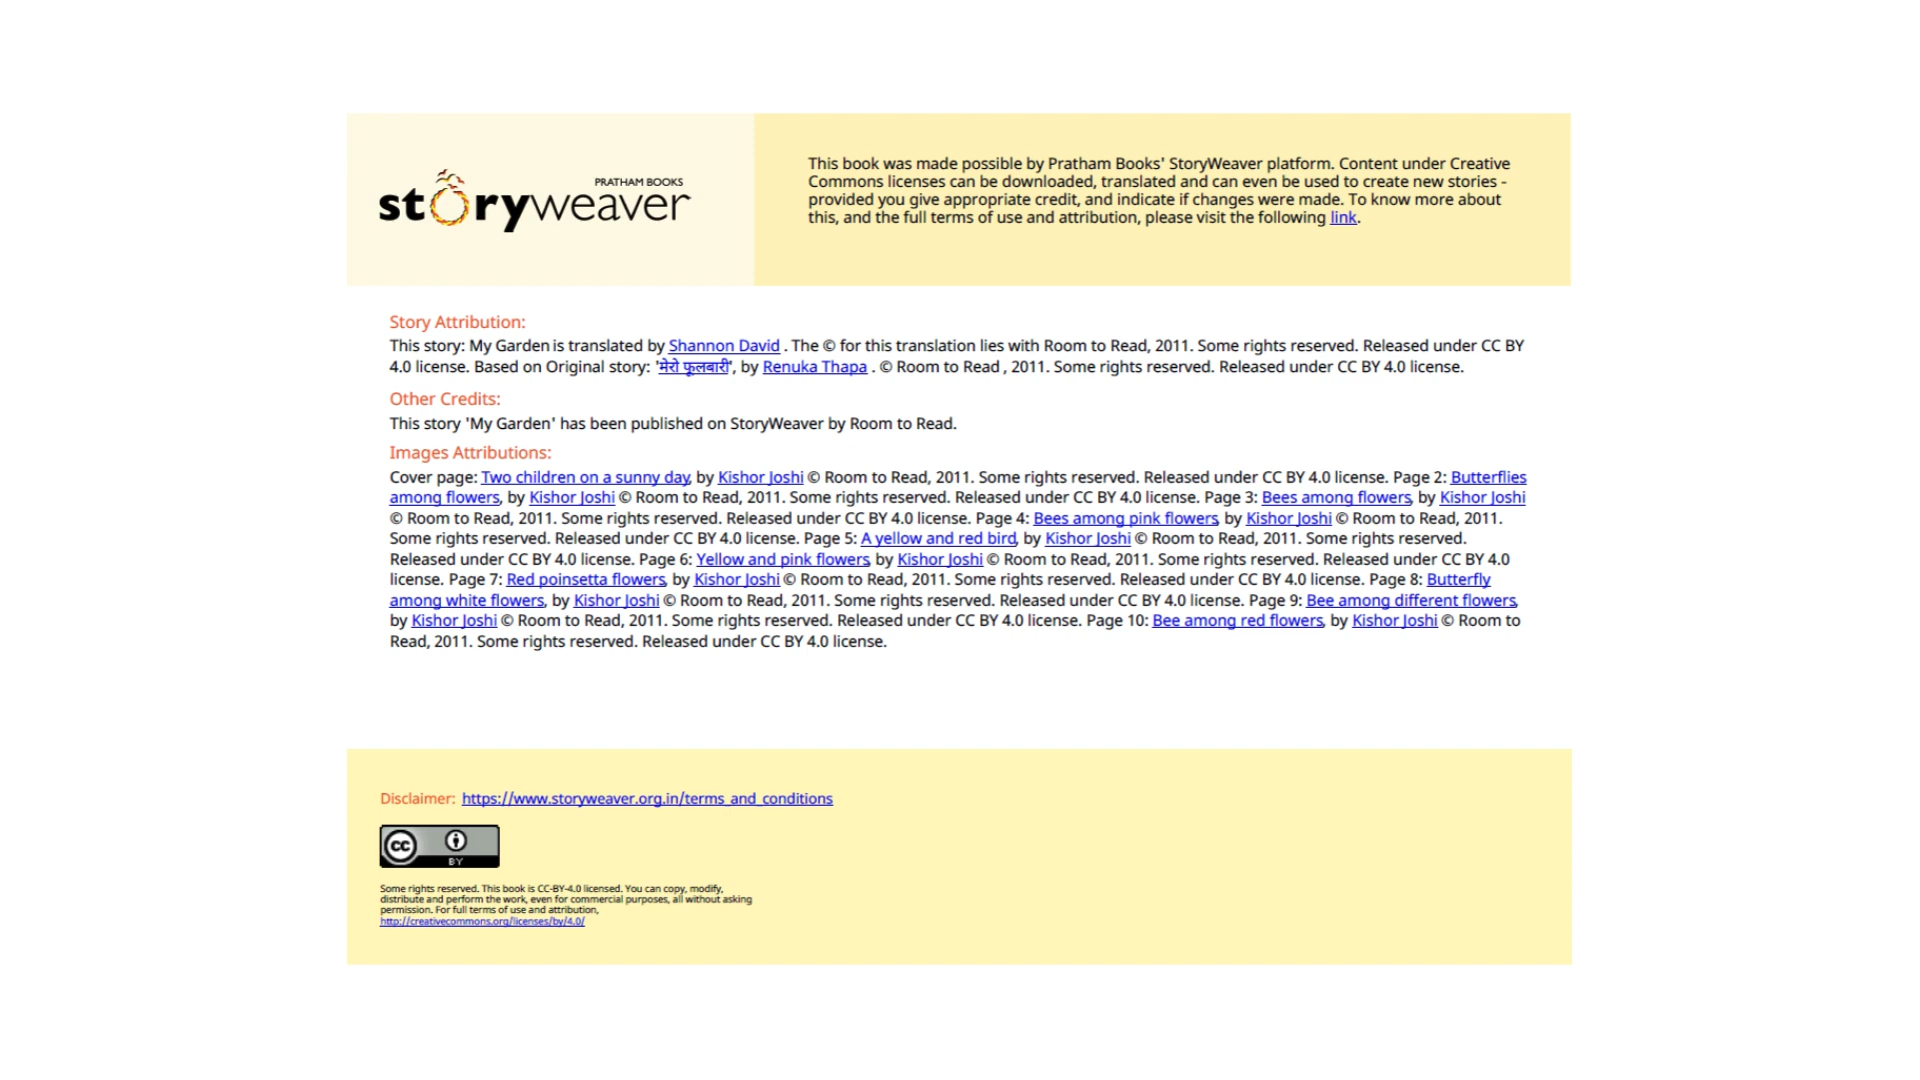 PRATHAM BOOKS
storyweaver
This book was made possible by Pratham Books' StoryWeaver platform. Content under Creative
Commons licenses can be downloaded, translated and can even be used to create new stories -
provided you give appropriate credit, and indicate if changes were made. To know more about
this, and the full terms of use and attribution, please visit the following link.
Story Attribution:
This story: My Garden is translated by Shannon David . The © for this translation lies with Room to Read, 2011. Some rights reserved. Released under CC BY
4.0 license. Based on Original story: 'मेरो फूलबारी', by Renuka Thapa . © Room to Read , 2011. Some rights reserved. Released under CC BY 4.0 license.
Other Credits:
This story 'My Garden' has been published on StoryWeaver by Room to Read.
Images Attributions:
Cover page: Two children on a sunny day, by Kishor Joshi © Room to Read, 2011. Some rights reserved. Released under CC BY 4.0 license. Page 2: Butterflies
among flowers, by Kishor Joshi © Room to Read, 2011. Some rights reserved. Released under CC BY 4.0 license. Page 3: Bees among flowers, by Kishor Joshi
© Room to Read, 2011. Some rights reserved. Released under CC BY 4.0 license. Page 4: Bees among pink flowers, by Kishor Joshi © Room to Read, 2011.
Some rights reserved. Released under CC BY 4.0 license. Page 5: A yellow and red bird, by Kishor Joshi © Room to Read, 2011. Some rights reserved.
Released under CC BY 4.0 license. Page 6: Yellow and pink flowers, by Kishor Joshi © Room to Read, 2011. Some rights reserved. Released under CC BY 4.0
license. Page 7: Red poinsetta flowers, by Kishor Joshi © Room to Read, 2011. Some rights reserved. Released under CC BY 4.0 license. Page 8: Butterfly
among white flowers, by Kishor Joshi © Room to Read, 2011. Some rights reserved. Released under CC BY 4.0 license. Page 9: Bee among different flowers,
by Kishor Joshi © Room to Read, 2011. Some rights reserved. Released under CC BY 4.0 license. Page 10: Bee among red flowers, by Kishor Joshi © Room to
Read, 2011. Some rights reserved. Released under CC BY 4.0 license.
Disclaimer: https://www.storyweaver.org.in/terms_and_conditions
cc
BY
Some rights reserved. This book is CC-BY-4.0 licensed. You can copy, modify,
distribute and perform the work, even for commercial purposes, all without asking
permission. For full terms of use and attribution,
http://creativecommons.org/licenses/by/4.0/